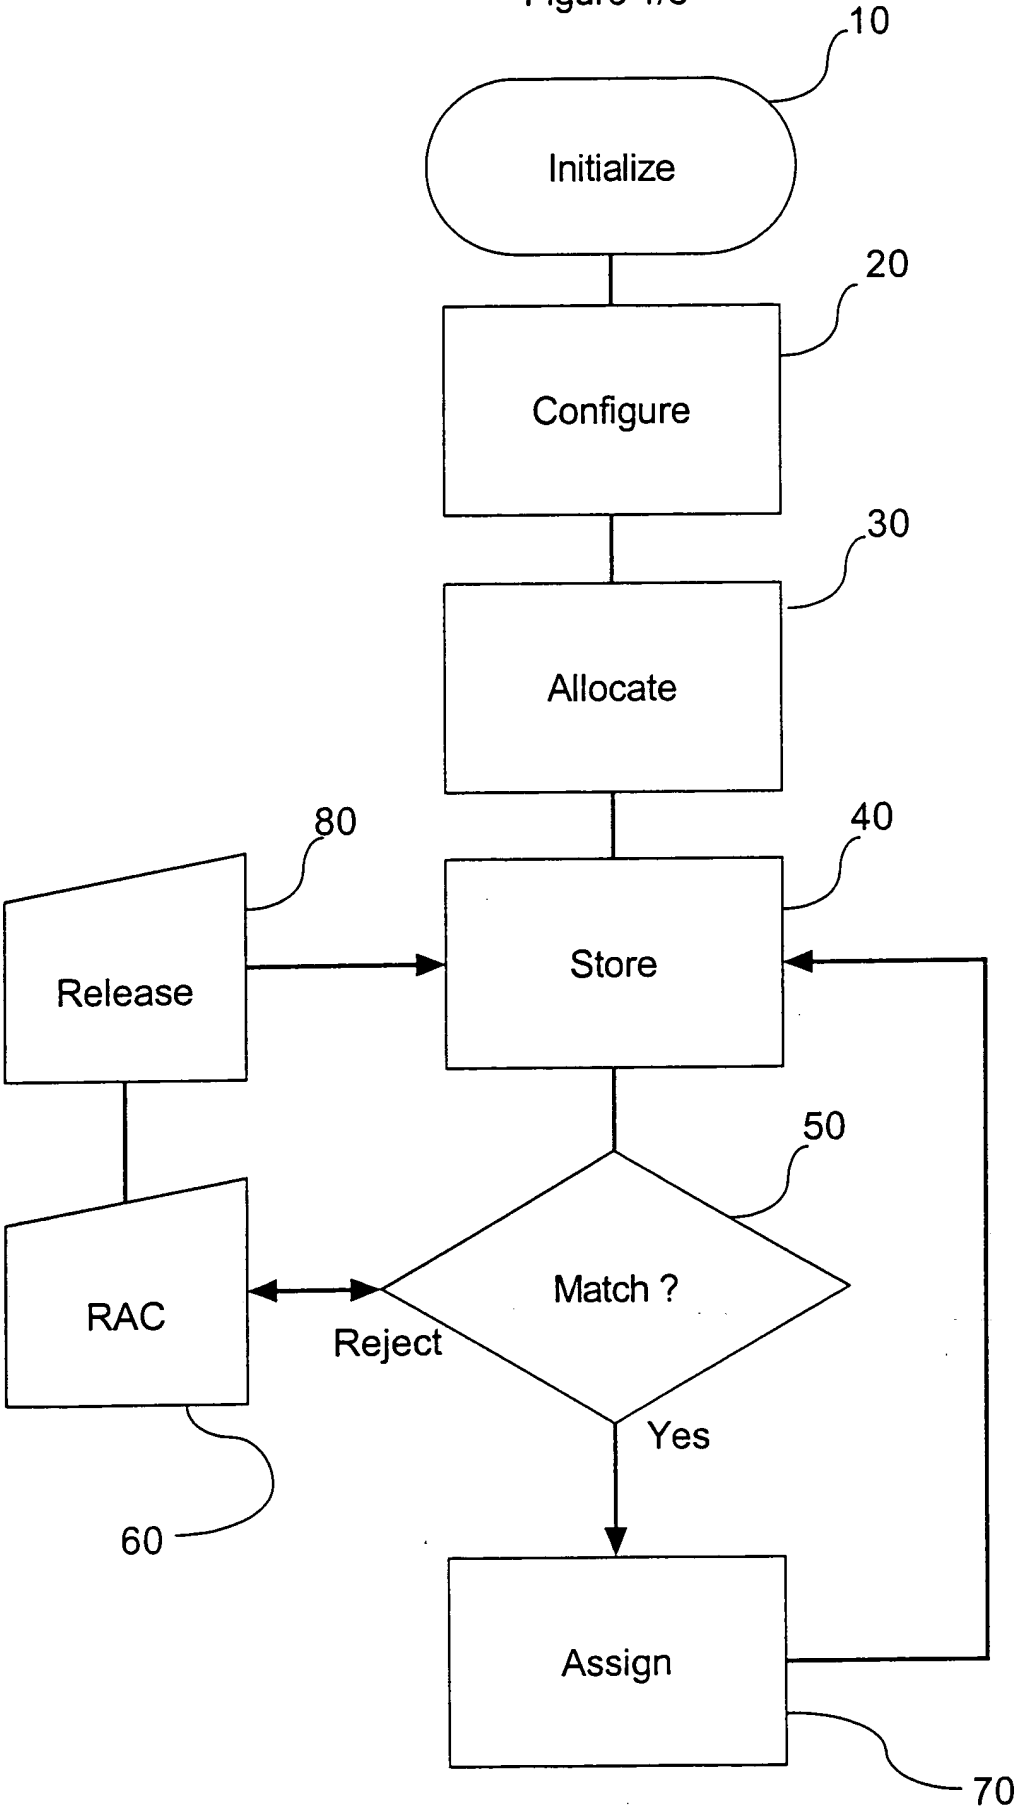 10
Initialize
20
Configure
30
Allocate
80
40
Release
Store
50
RAC
Match ?
Reject
Yes
60
Assign
70